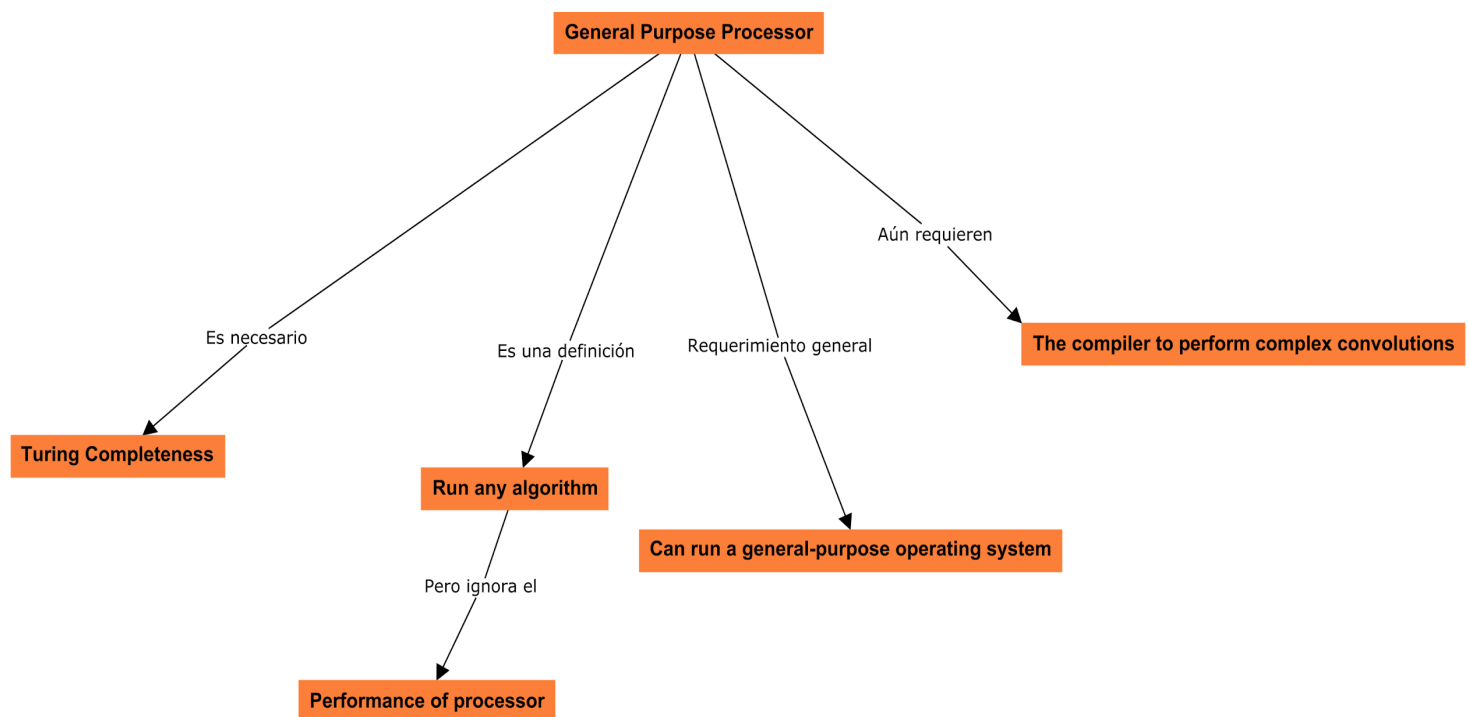 General Purpose Processor
Aún requieren
Es necesario
Es una definición
Requerimiento general
The compiler to perform complex convolutions
Turing Completeness
Run any algorithm
Can run a general-purpose operating system
Pero ignora el
Performance of processor